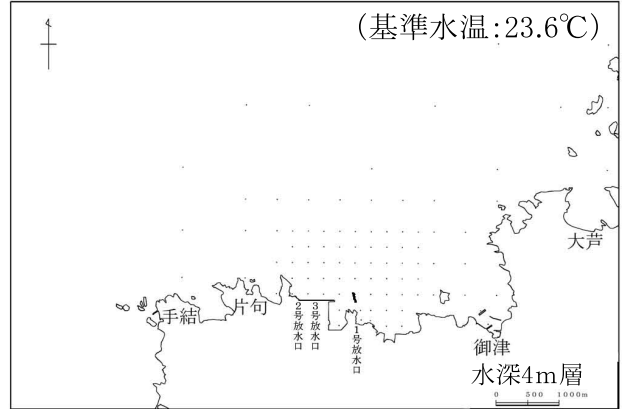 (基準水温:23.6℃)
大芦
手結
片句
2号放水口
3号放水口
1号放水口
御津
水深4m層
0 500 1000m